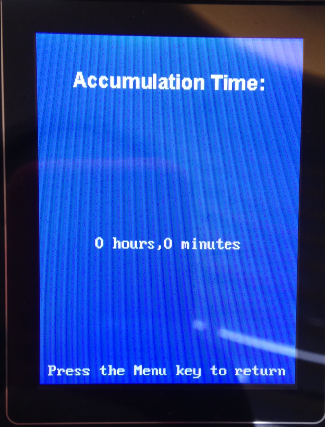 Accumulation Time:
0 hours,0 minutes
Press the Menu key to return